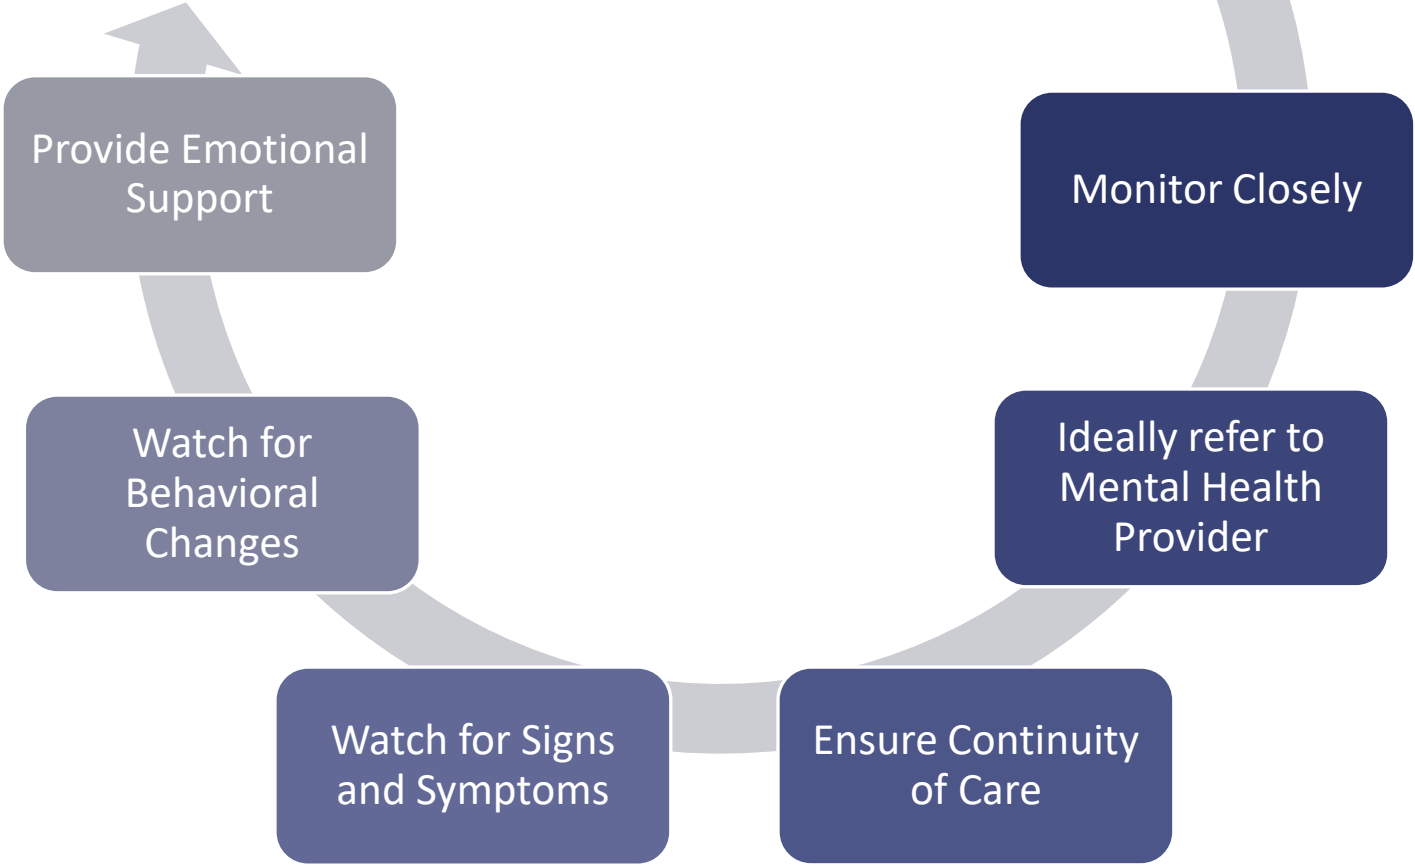 Provide Emotional
Support
Monitor Closely
Watch for
Behavioral
Changes
Ideally refer to
Mental Health
Provider
Watch for Signs
and Symptoms
Ensure Continuity
of Care